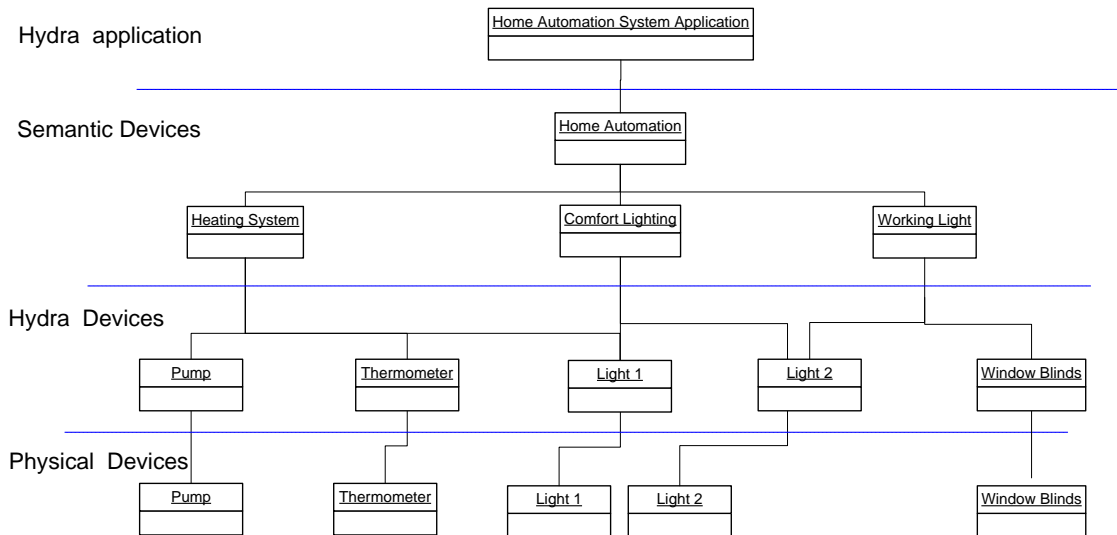 Home Automation System Application
Hydra application
Semantic Devices
Home Automation
Heating System
Comfort Lighting
Working Light
Hydra Devices
Pump
Thermometer
Light 1
Light 2
Window Blinds
Physical Devices
Pump
Thermometer
Light 1
Light 2
Window Blinds